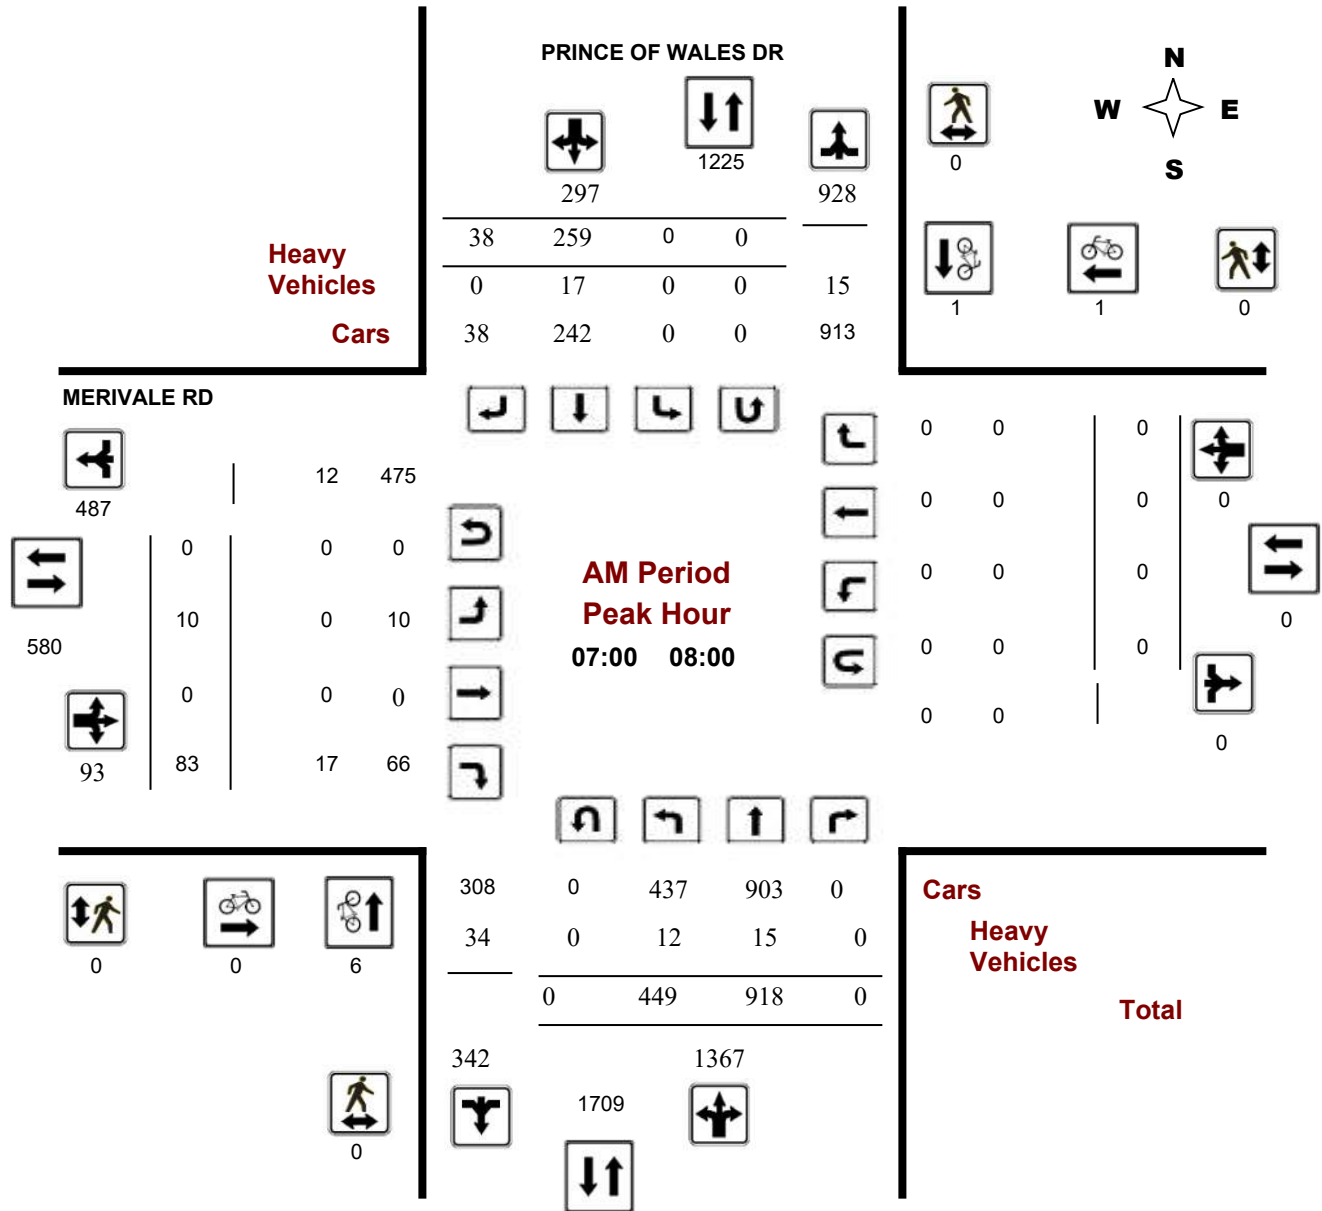 PRINCE OF WALES DR
N
W E
S
1225
0
297 928
38 259 0 0
Heavy
Vehicles
0 17 0 0 15
1 1 0
Cars 38 242 0 0 913
MERIVALE RD
0 0 0
12 475
487
0 0 0 0
0 0 0
AM Period
0 0 0
10 0 10
Peak Hour
0
580
07:00 08:00
0 0 0
0 0 0
0 0
0
93 83 17 66
308 0 437 903 0
Cars
34 0 12 15 0
Heavy
Vehicles
0 0 6
0 449 918 0
Total
342 1367
1709
0